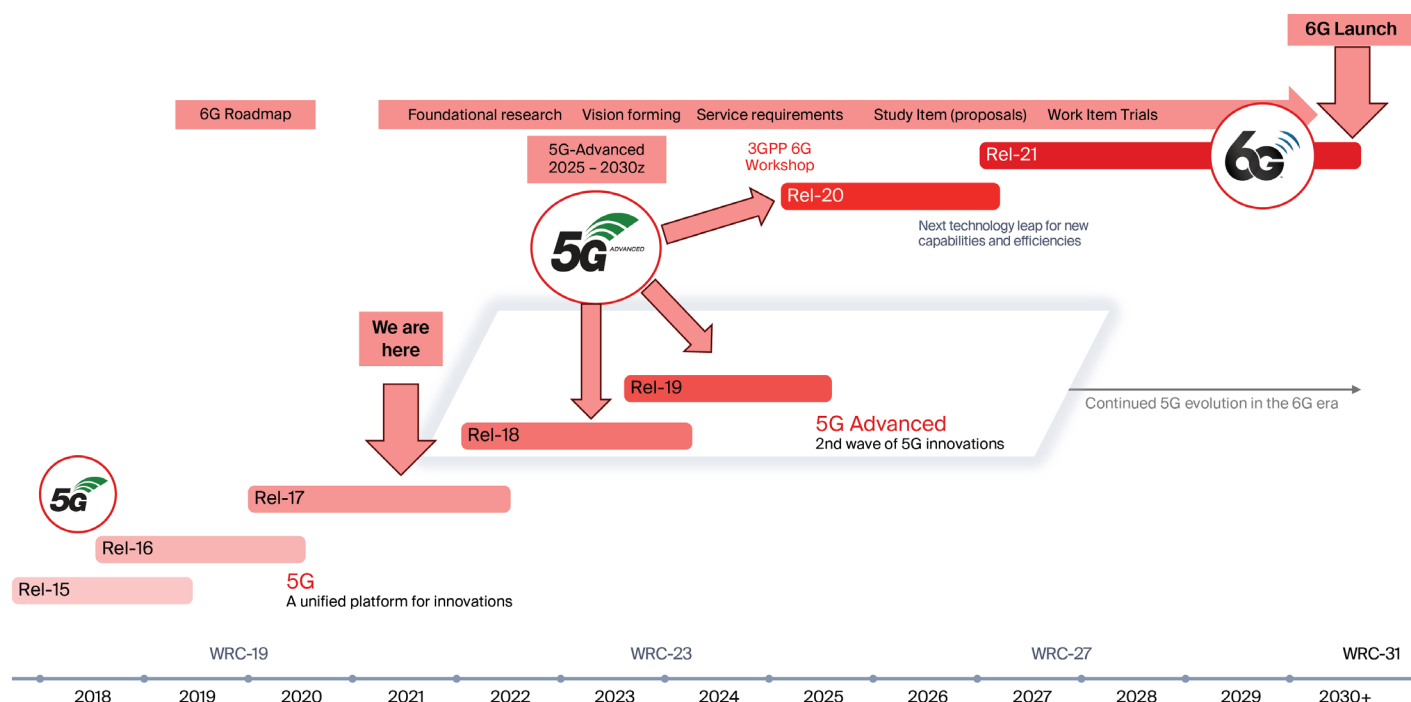 6G Launch
6G Roadmap
Foundational research
Vision forming
Service requirements
Study Item (proposals)
Work Item Trials
5G-Advanced
2025 – 2030z
3GPP 6G
Workshop
Rel-21
6G
Rel-20
5G ADVANCED
Next technology leap for new
capabilities and efficiencies
We are
here
Rel-19
Continued 5G evolution in the 6G era
5G Advanced
2nd wave of 5G innovations
Rel-18
5G
Rel-17
Rel-16
Rel-15
5G
A unified platform for innovations
WRC-19
WRC-23
WRC-27
WRC-31
2018
2019
2020
2021
2022
2023
2024
2025
2026
2027
2028
2029
2030+